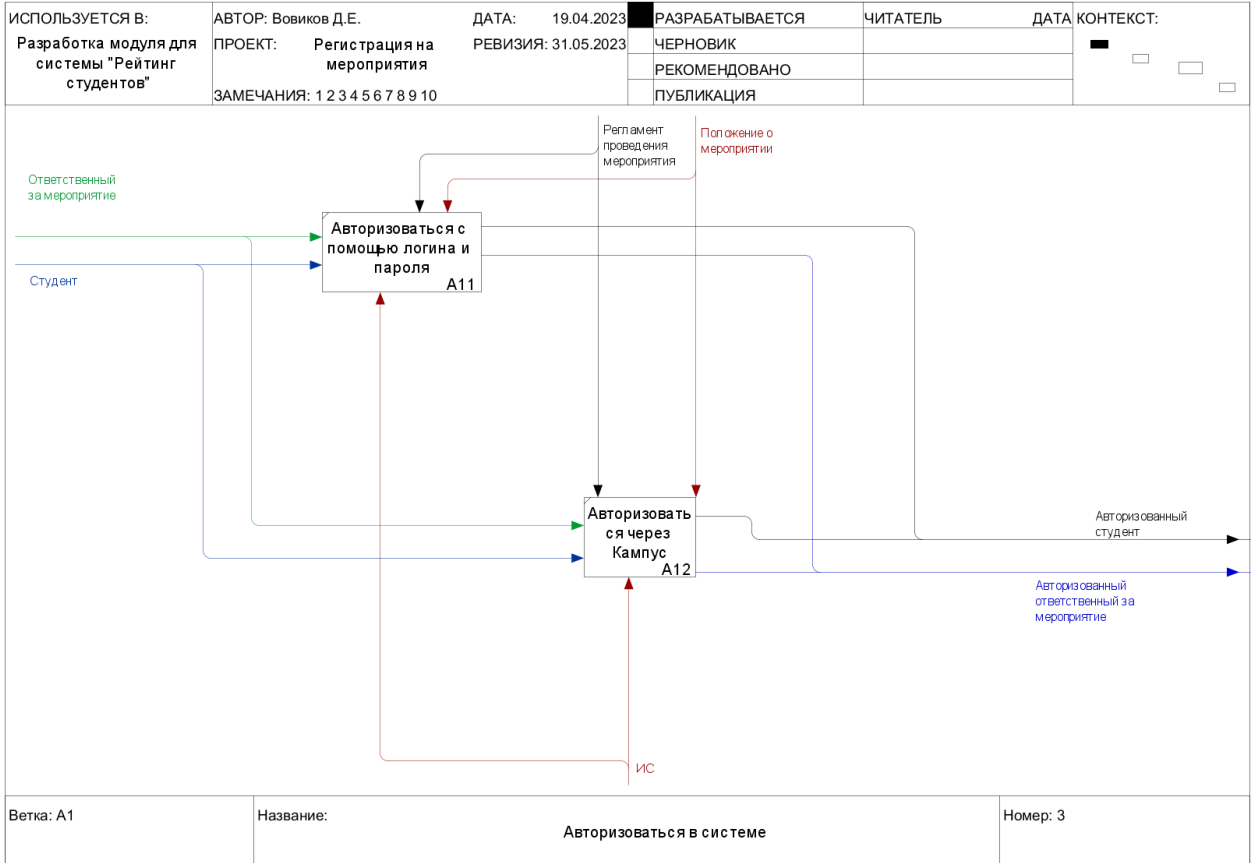 ИСПОЛЬЗУЕТСЯ В:
Разработка модуля для
системы "Рейтинг
студентов"
АВТОР: Вовиков Д.Е.
ДАТА: 19.04.2023
ПРОЕКТ: Регистрация на
мероприятия
РЕВИЗИЯ: 31.05.2023
ЗАМЕЧАНИЯ: 1 2 3 4 5 6 7 8 9 10
РАЗРАБАТЫВАЕТСЯ
ЧЕРНОВИК
РЕКОМЕНДОВАНО
ПУБЛИКАЦИЯ
ЧИТАТЕЛЬ
ДАТА
КОНТЕКСТ:
Регламент
проведения
мероприятия
Положение о
мероприятии
Ответственный
за мероприятие
Студент
Авторизоваться с
помощью логина и
пароля
A11
Авторизовать
ся через
Кампус
A12
Авторизованный
студент
Авторизованный
ответственный за
мероприятие
ИС
Ветка: A1
Название:
Авторизоваться в системе
Номер: 3